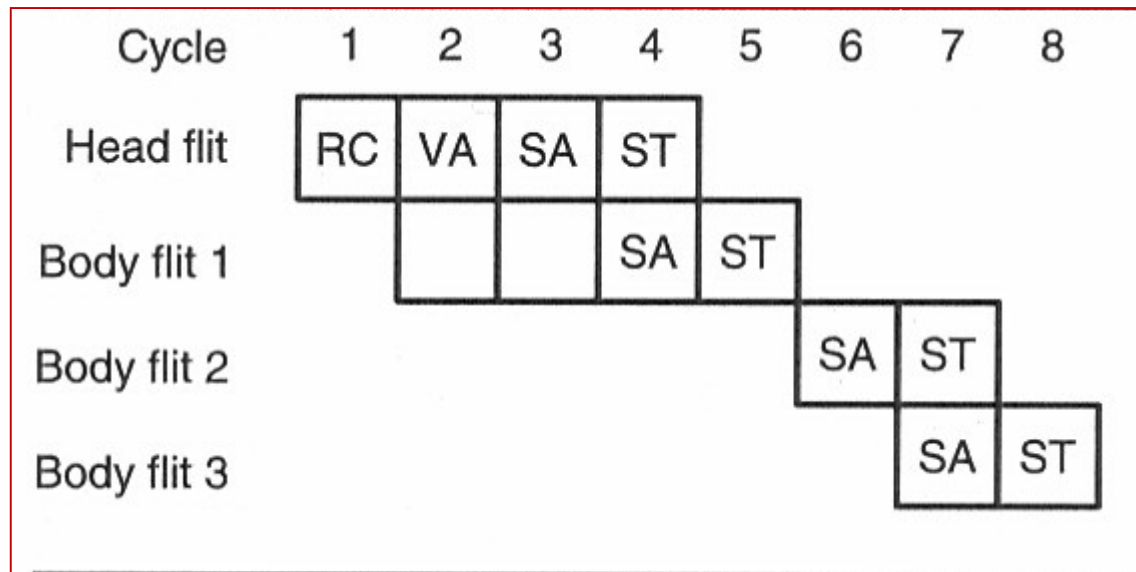 Cycle 1 2 3 4 5 6 7 8
Head flit RC VA SA ST
Body flit 1 SA ST
Body flit 2 SA ST
Body flit 3 SA ST